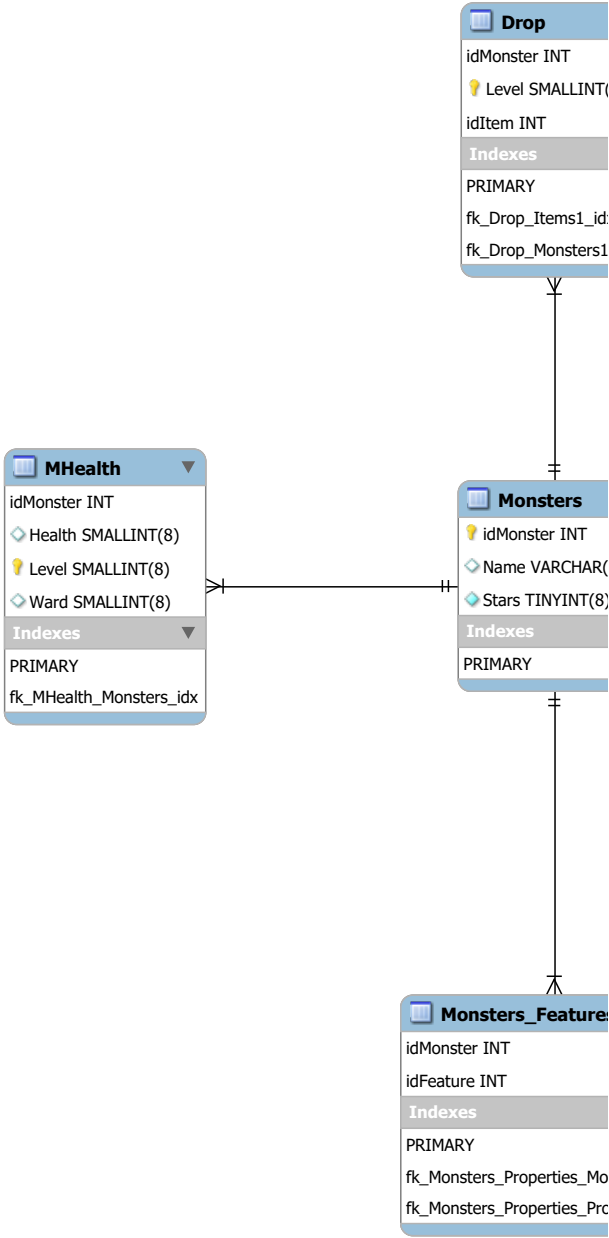 Drop
idMonster INT
Level SMALLINT(
idItem INT
Indexes
PRIMARY
fk_Drop_Items1_id
fk_Drop_Monsters1
MHealth
idMonster INT
Health SMALLINT(8)
Level SMALLINT(8)
Ward SMALLINT(8)
Indexes
PRIMARY
fk_MHealth_Monsters_idx
Monsters
idMonster INT
Name VARCHAR(
Stars TINYINT(8)
Indexes
PRIMARY
Monsters_Features
idMonster INT
idFeature INT
Indexes
PRIMARY
fk_Monsters_Properties_Mo
fk_Monsters_Properties_Pro